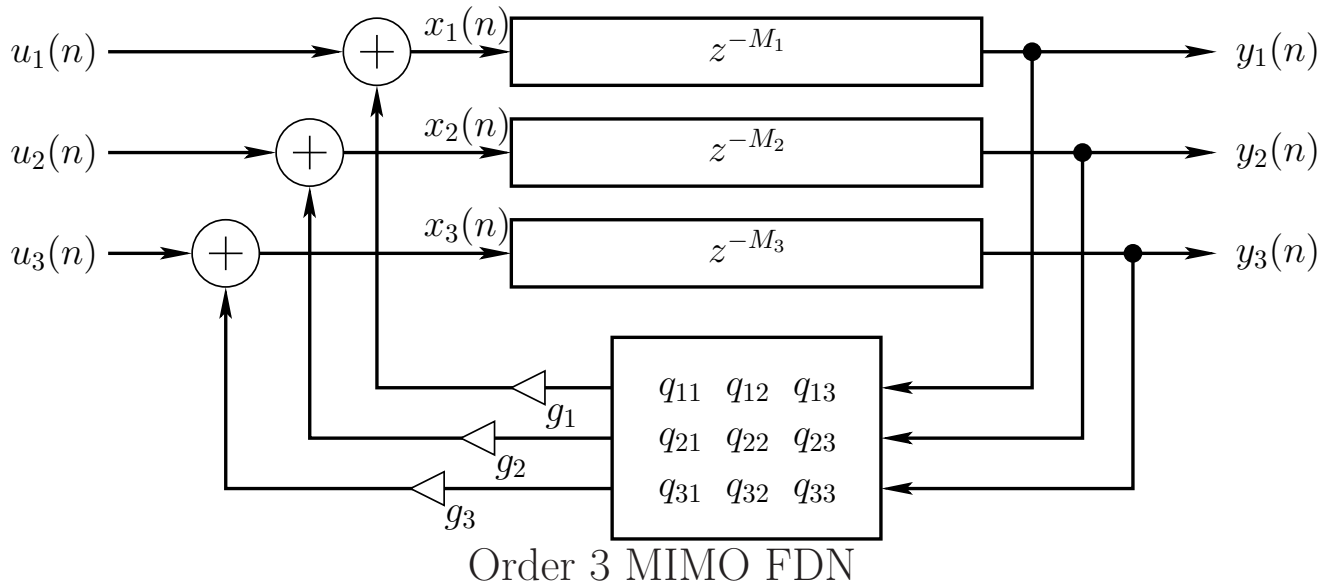 u₁(n) + x₁(n) z⁻ᴹ₁ y₁(n)
u₂(n) + x₂(n) z⁻ᴹ₂ y₂(n)
u₃(n) + x₃(n) z⁻ᴹ₃ y₃(n)
g₁ q₁₁ q₁₂ q₁₃
g₂ q₂₁ q₂₂ q₂₃
g₃ q₃₁ q₃₂ q₃₃
Order 3 MIMO FDN